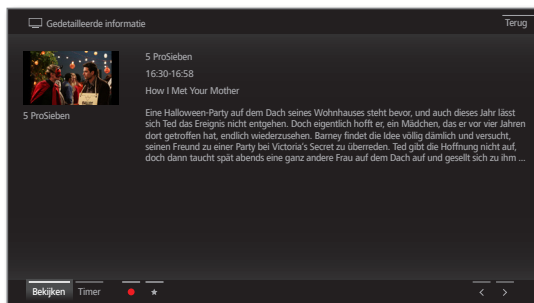 Gedetailleerde informatie
Terug
5 ProSieben
16:30-16:58
How I Met Your Mother
5 ProSieben
Eine Halloween-Party auf dem Dach seines Wohnhauses steht bevor, und auch dieses Jahr lässt
sich Ted das Ereignis nicht entgehen. Doch eigentlich hofft er, ein Mädchen, das er vor vier Jahren
dort getroffen hat, endlich wiederzusehen. Barney findet die Idee völlig dämlich und versucht,
seinen Freund zu einer Party bei Victoria's Secret zu überreden. Ted gibt die Hoffnung nicht auf,
doch dann taucht spät abends eine ganz andere Frau auf dem Dach auf und gesellt sich zu ihm ...
Bekijken Timer